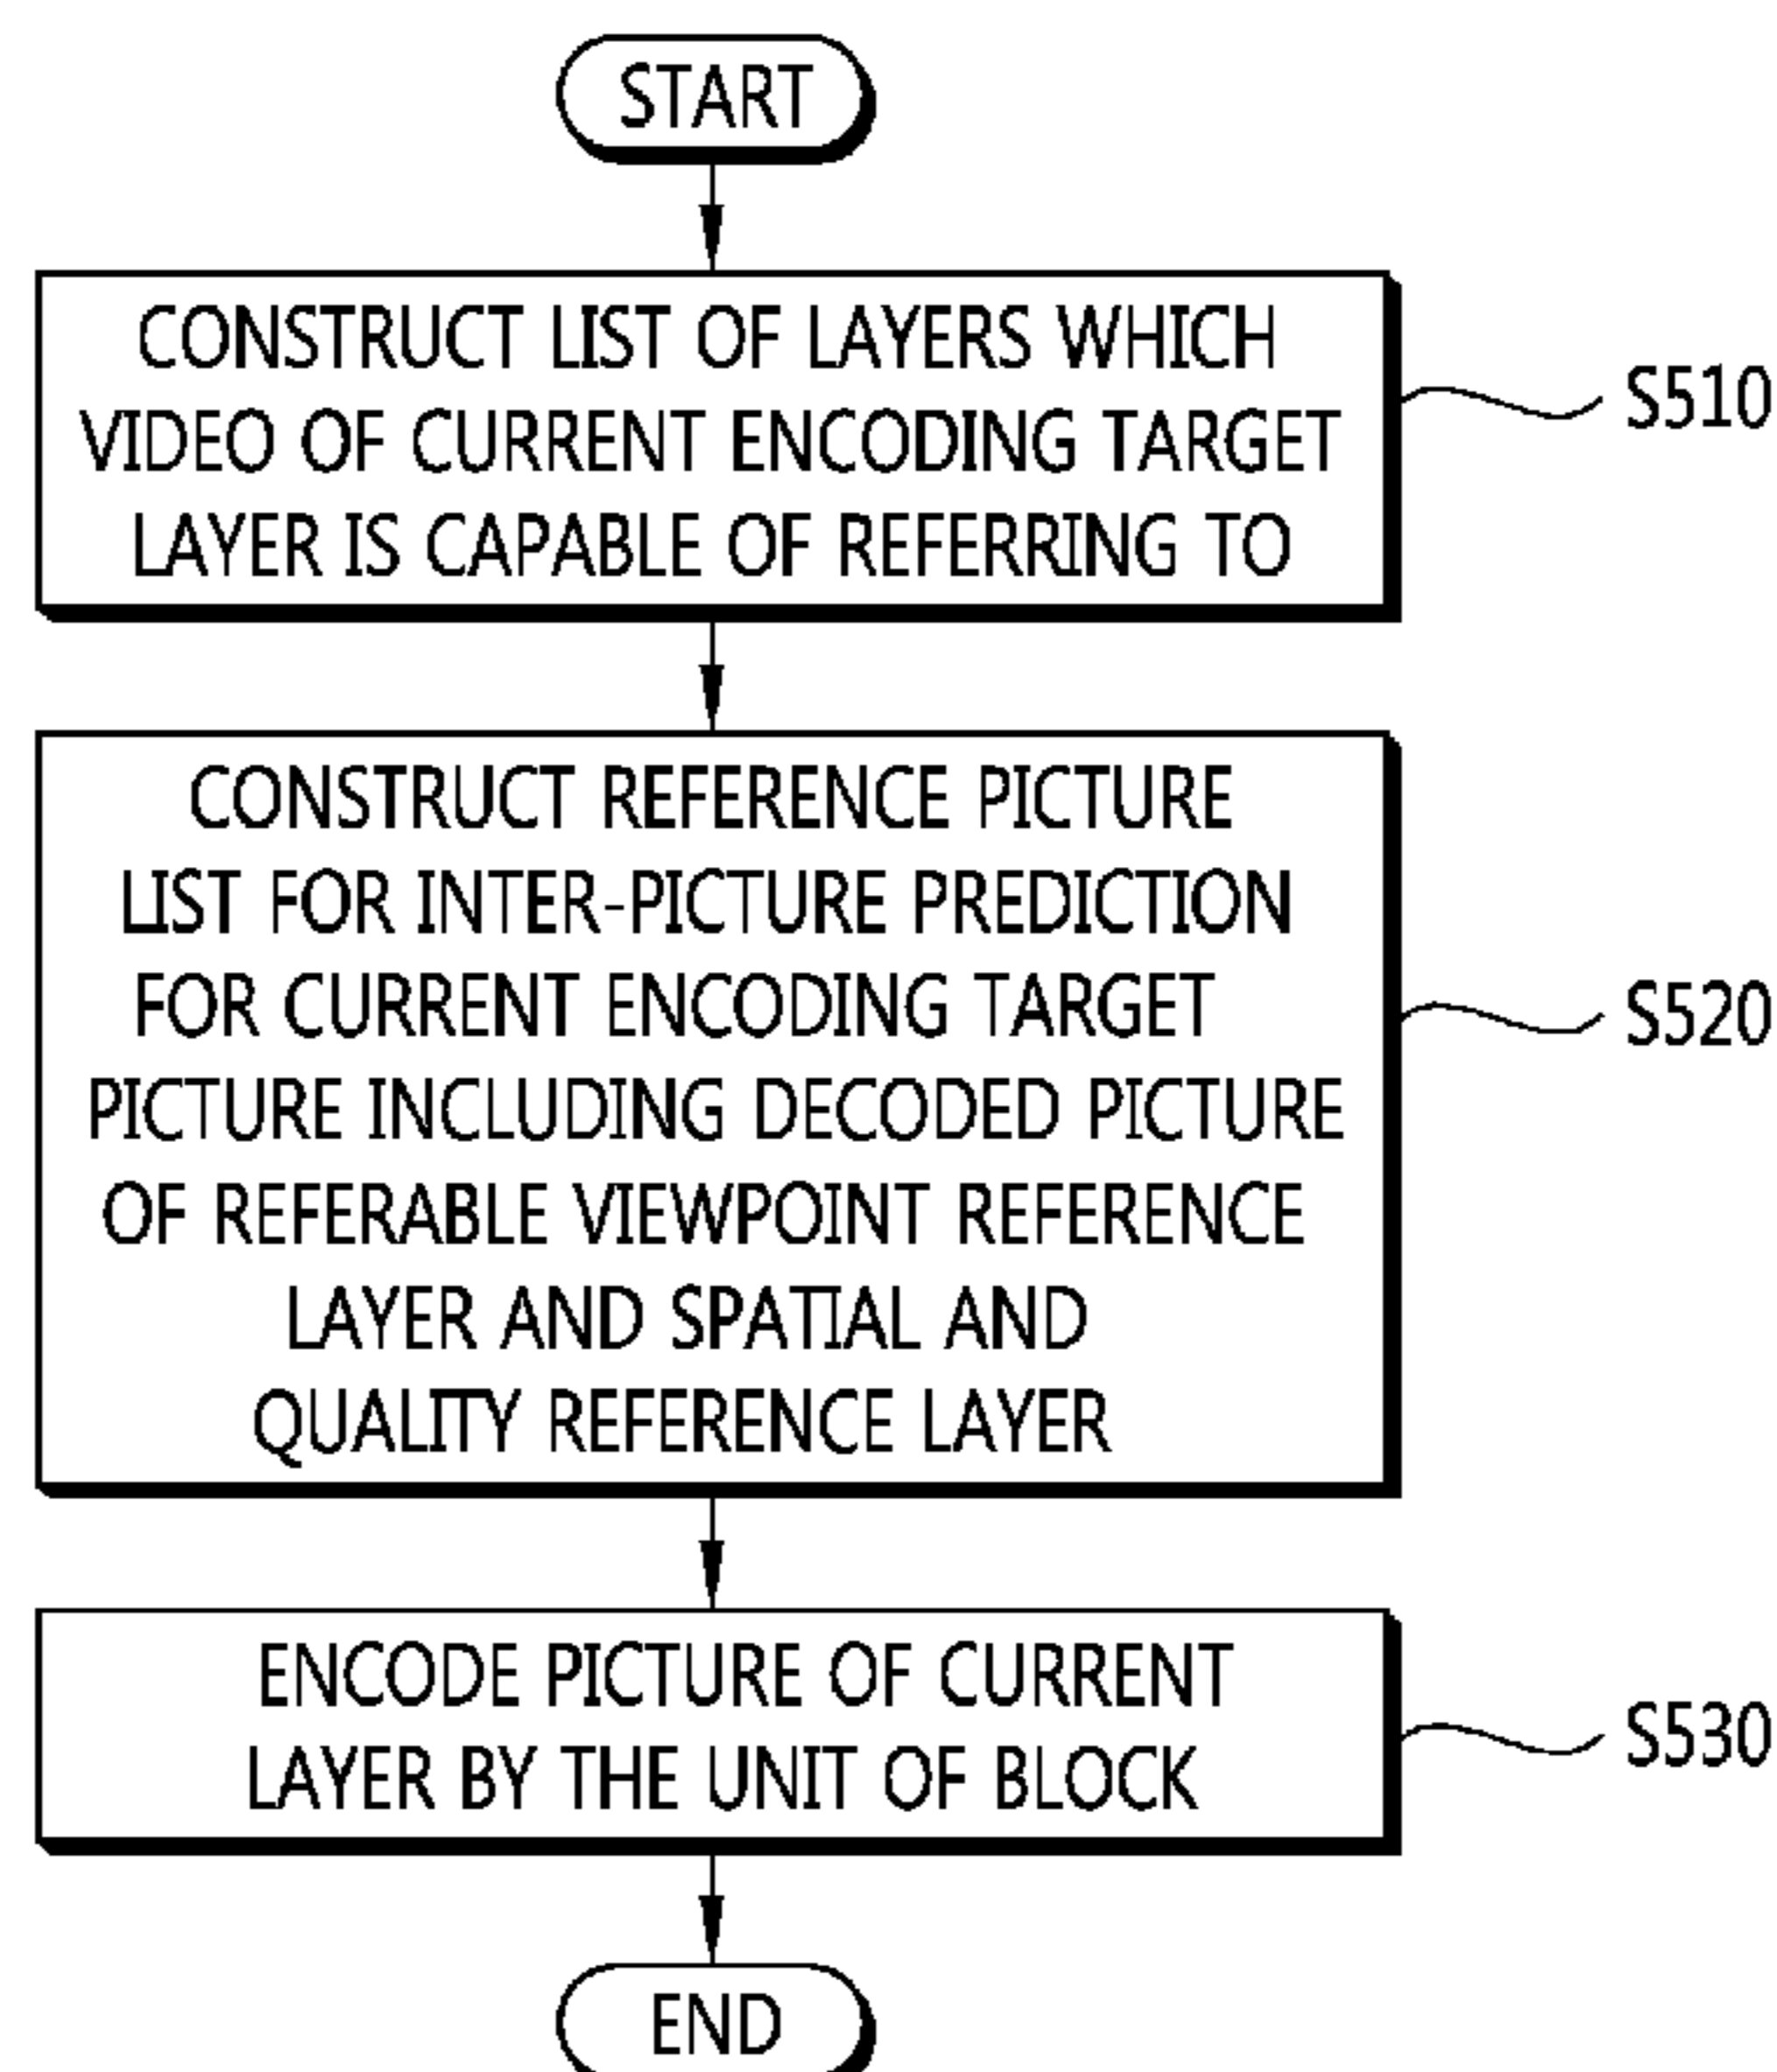 START
CONSTRUCT LIST OF LAYERS WHICH
VIDEO OF CURRENT ENCODING TARGET
LAYER IS CAPABLE OF REFERRING TO
S510
CONSTRUCT REFERENCE PICTURE
LIST FOR INTER-PICTURE PREDICTION
FOR CURRENT ENCODING TARGET
PICTURE INCLUDING DECODED PICTURE
OF REFERABLE VIEWPOINT REFERENCE
LAYER AND SPATIAL AND
QUALITY REFERENCE LAYER
S520
ENCODE PICTURE OF CURRENT
LAYER BY THE UNIT OF BLOCK
S530
END